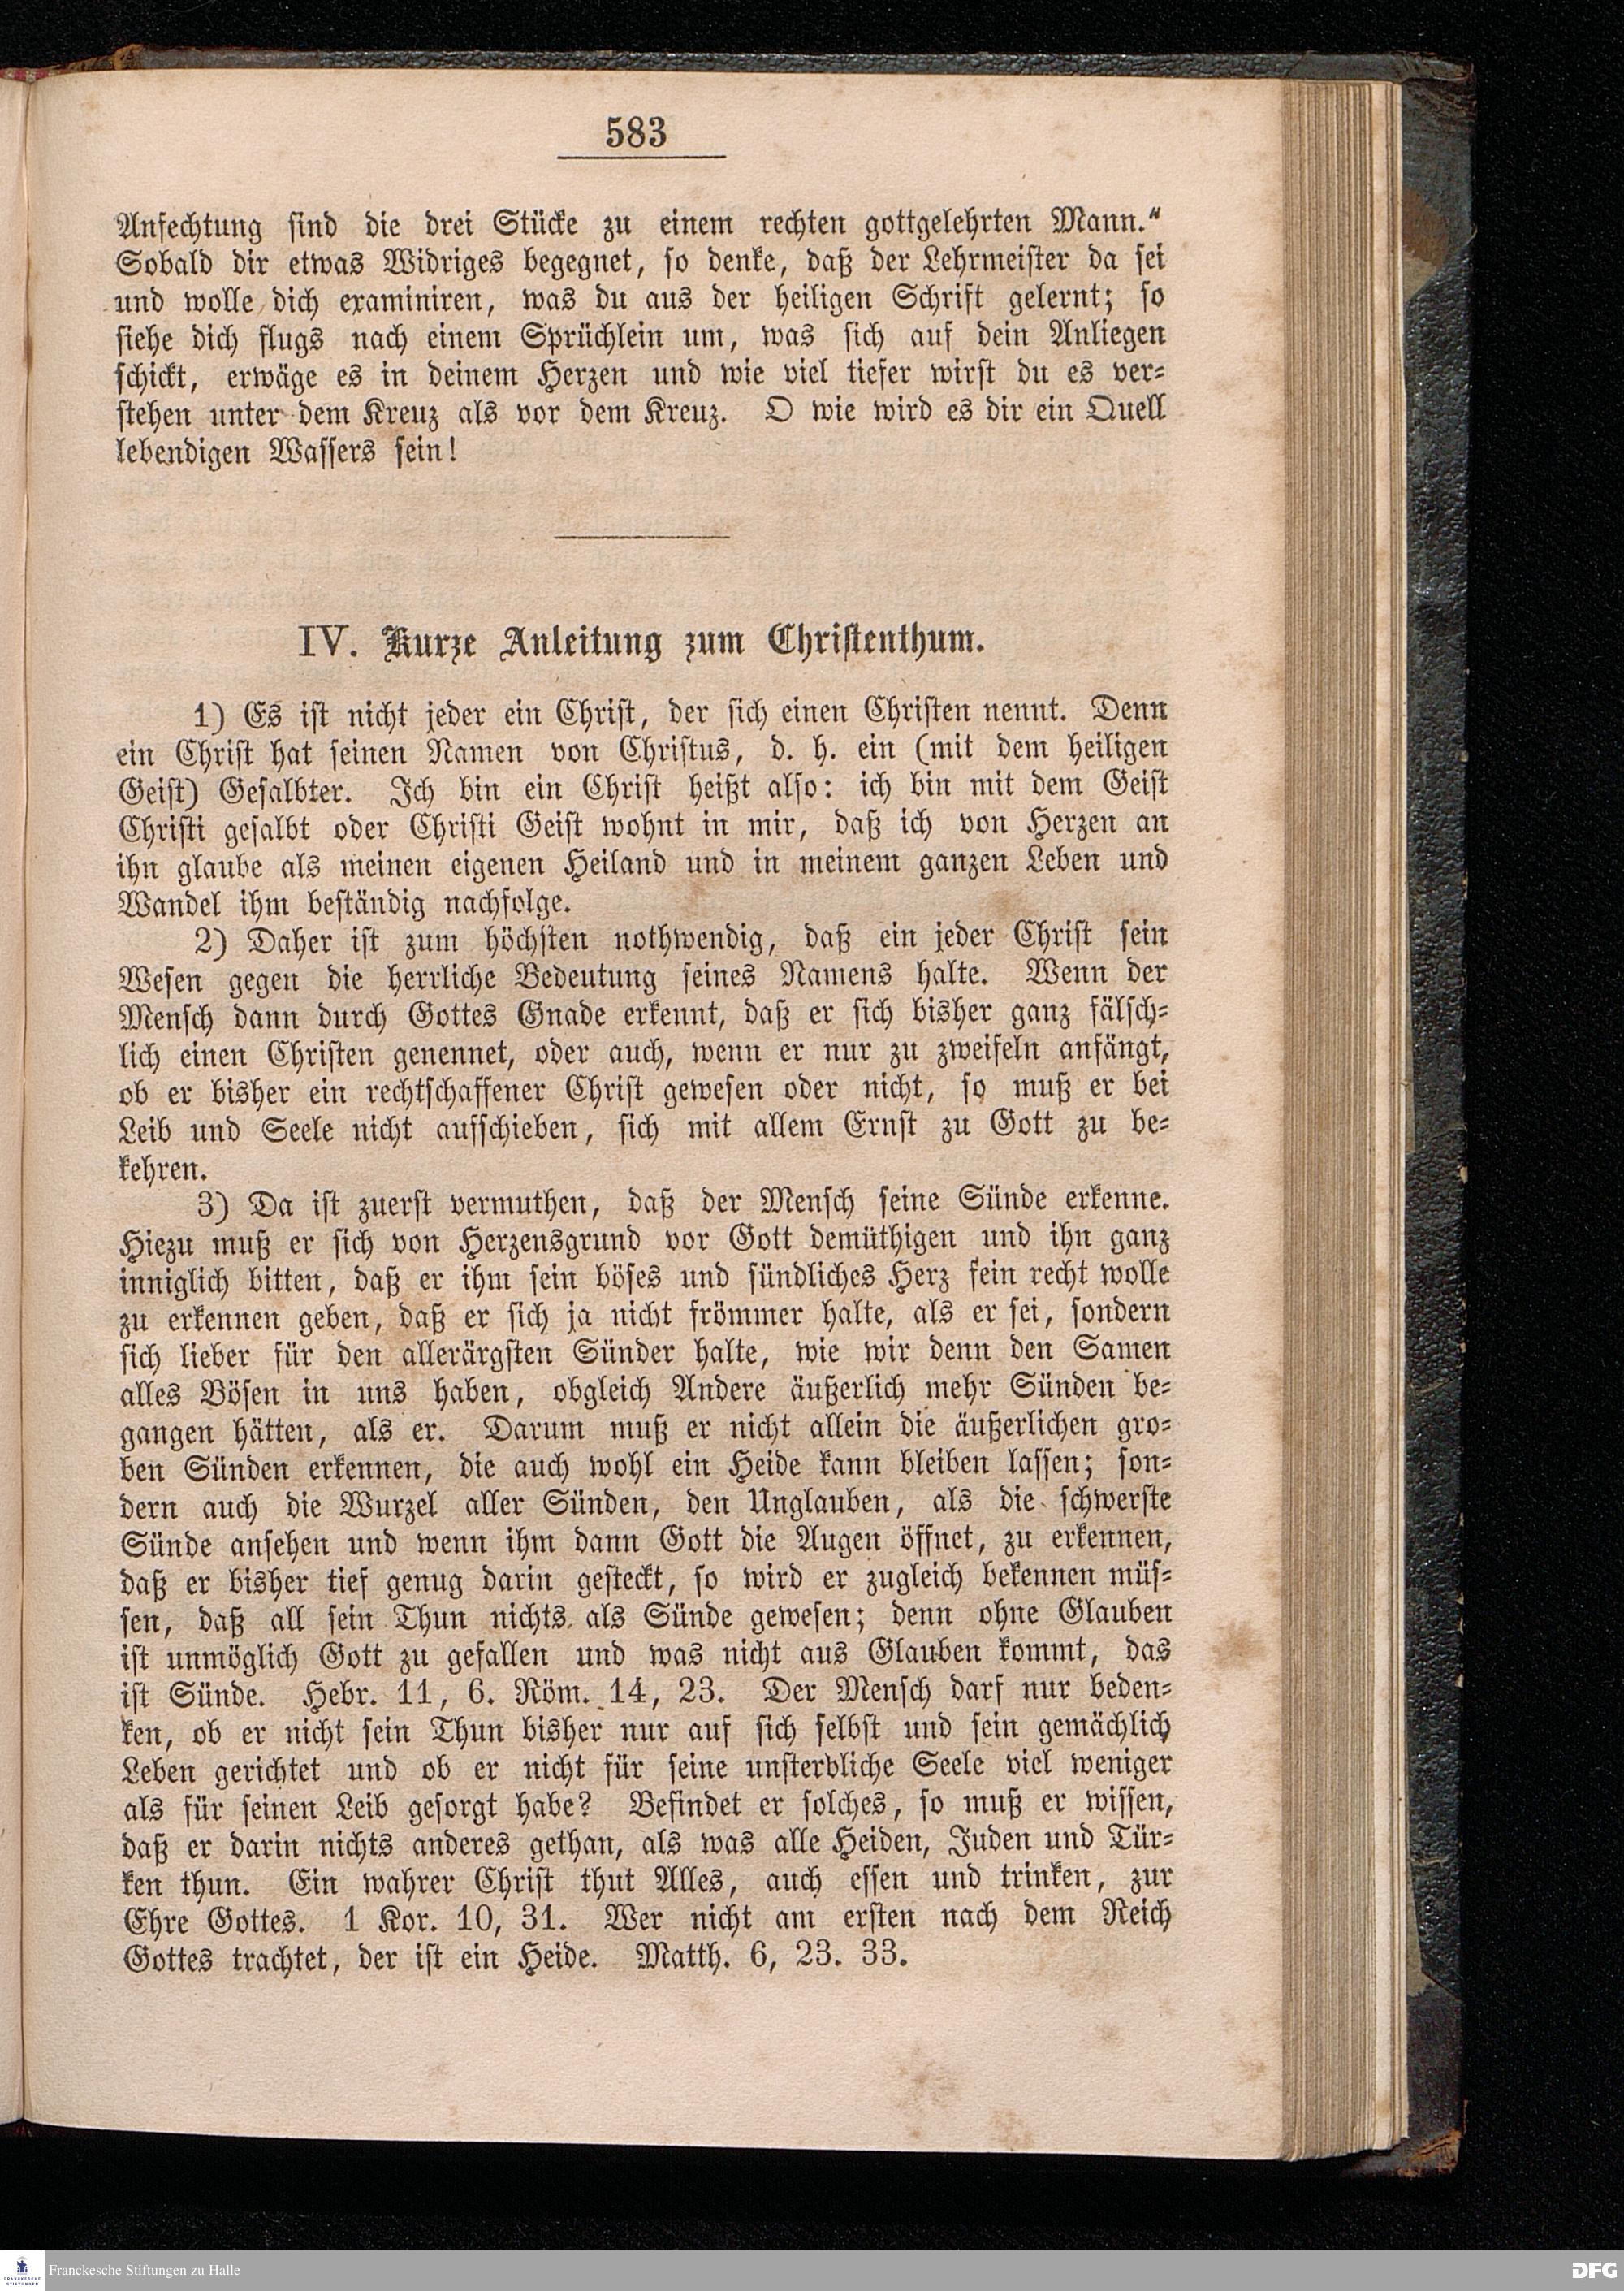 583
Anfechtung sind die drei Stücke zu einem rechten gottgelehrten Mann.“
Sobald dir etwas Widriges begegnet, so denke, daß der Lehrmeister da sei
und wolle dich examiniren, was du aus der heiligen Schrift gelernt; so
siehe dich flugs nach einem Sprüchlein um, was sich auf dein Anliegen
schickt, erwäge es in deinem Herzen und wie viel tiefer wirst du es ver-
stehen unter dem Kreuz als vor dem Kreuz. O wie wird es dir ein Quell
lebendigen Wassers sein!
IV. Kurze Anleitung zum Christenthum.
1) Es ist nicht jeder ein Christ, der sich einen Christen nennt. Denn
ein Christ hat seinen Namen von Christus, d. h. ein (mit dem heiligen
Geist) Gesalbter. Ich bin ein Christ heißt also: ich bin mit dem Geist
Christi gesalbt oder Christi Geist wohnt in mir, daß ich von Herzen an
ihn glaube als meinen eigenen Heiland und in meinem ganzen Leben und
Wandel ihm beständig nachfolge.
2) Daher ist zum höchsten nothwendig, daß ein jeder Christ sein
Wesen gegen die herrliche Bedeutung seines Namens halte. Wenn der
Mensch dann durch Gottes Gnade erkennt, daß er sich bisher ganz fälsch-
lich einen Christen genennet, oder auch, wenn er nur zu zweifeln anfängt,
ob er bisher ein rechtschaffener Christ gewesen oder nicht, so muß er bei
Leib und Seele nicht aufschieben, sich mit allem Ernst zu Gott zu be-
kehren.
3) Da ist zuerst vermuthen, daß der Mensch seine Sünde erkenne.
Hiezu muß er sich von Herzensgrund vor Gott demüthigen und ihn ganz
inniglich bitten, daß er ihm sein böses und sündliches Herz fein recht wolle
zu erkennen geben, daß er sich ja nicht frömmer halte, als er sei, sondern
sich lieber für den allerärgsten Sünder halte, wie wir denn den Samen
alles Bösen in uns haben, obgleich Andere äußerlich mehr Sünden be-
gangen hätten, als er. Darum muß er nicht allein die äußerlichen gro-
ben Sünden erkennen, die auch wohl ein Heide kann bleiben lassen; son-
dern auch die Wurzel aller Sünden, den Unglauben, als die schwerste
Sünde ansehen und wenn ihm dann Gott die Augen öffnet, zu erkennen,
daß er bisher tief genug darin gesteckt, so wird er zugleich bekennen müs-
sen, daß all sein Thun nichts als Sünde gewesen; denn ohne Glauben
ist unmöglich Gott zu gefallen und was nicht aus Glauben kommt, das
ist Sünde. Hebr. 11, 6. Röm. 14, 23. Der Mensch darf nur beden-
ken, ob er nicht sein Thun bisher nur auf sich selbst und sein gemächlich
Leben gerichtet und ob er nicht für seine unsterbliche Seele viel weniger
als für seinen Leib gesorgt habe? Befindet er solches, so muß er wissen,
daß er darin nichts anderes gethan, als was alle Heiden, Juden und Tür-
ken thun. Ein wahrer Christ thut Alles, auch essen und trinken, zur
Ehre Gottes. 1 Kor. 10, 31. Wer nicht am ersten nach dem Reich
Gottes trachtet, der ist ein Heide. Matth. 6, 23. 33.
FRANCKESCHE
STIFTUNGEN
Franckesche Stiftungen zu Halle
DFG